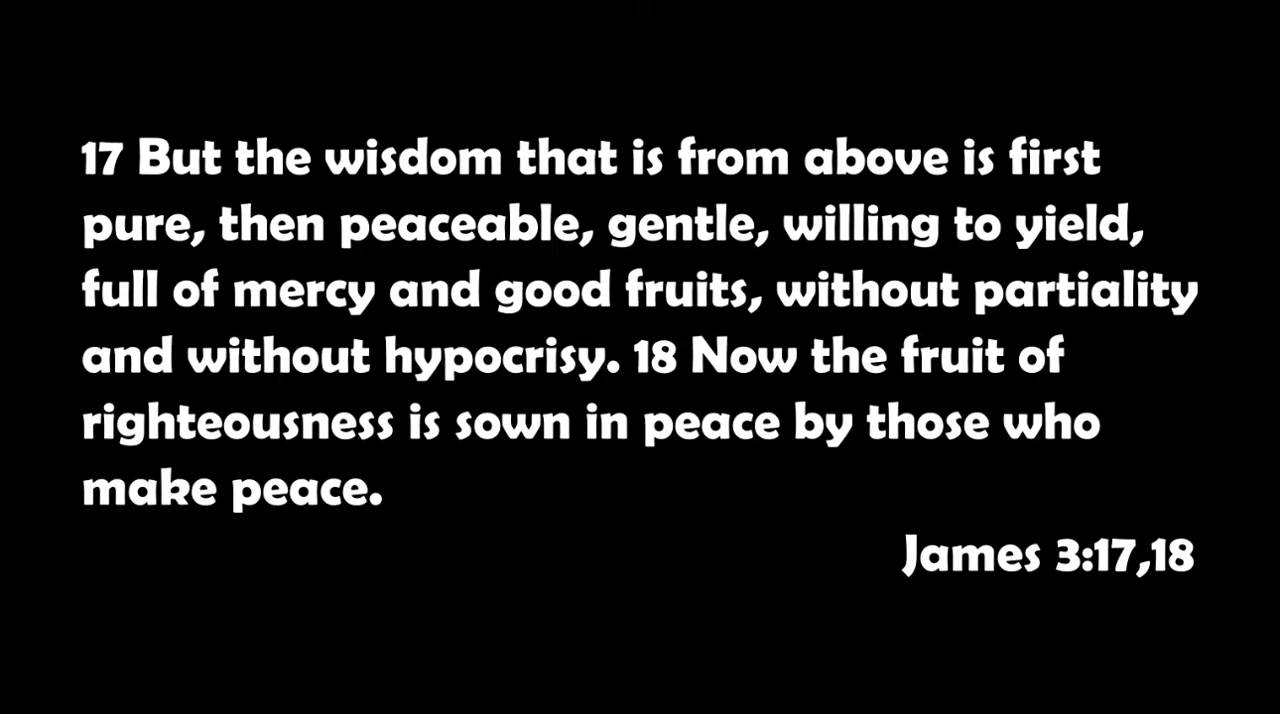 17 But the wisdom that is from above is first
pure, then peaceable, gentle, willing to yield,
full of mercy and good fruits, without partiality
and without hypocrisy. 18 Now the fruit of
righteousness is sown in peace by those who
make peace.
James 3:17,18